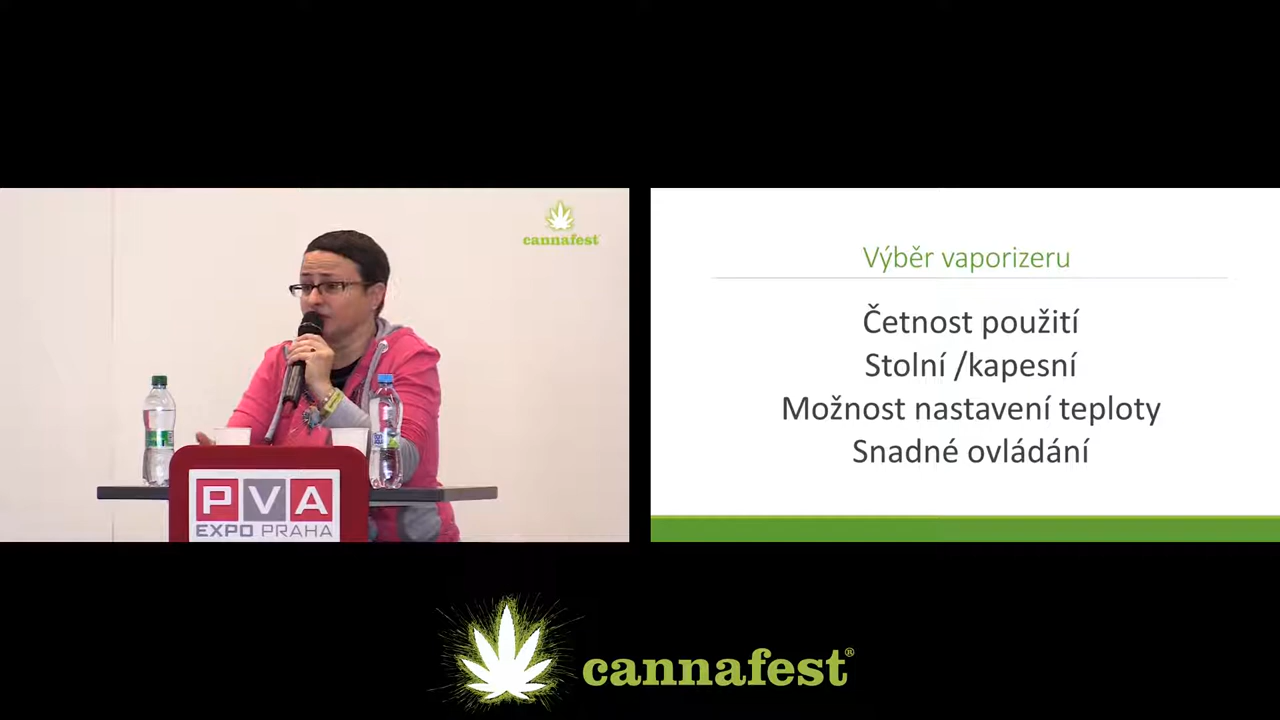 cannafest
PVA
EXPO PRAHA
Výběr vaporizeru
Četnost použití
Stolní /kapesní
Možnost nastavení teploty
Snadné ovládání
cannafest®